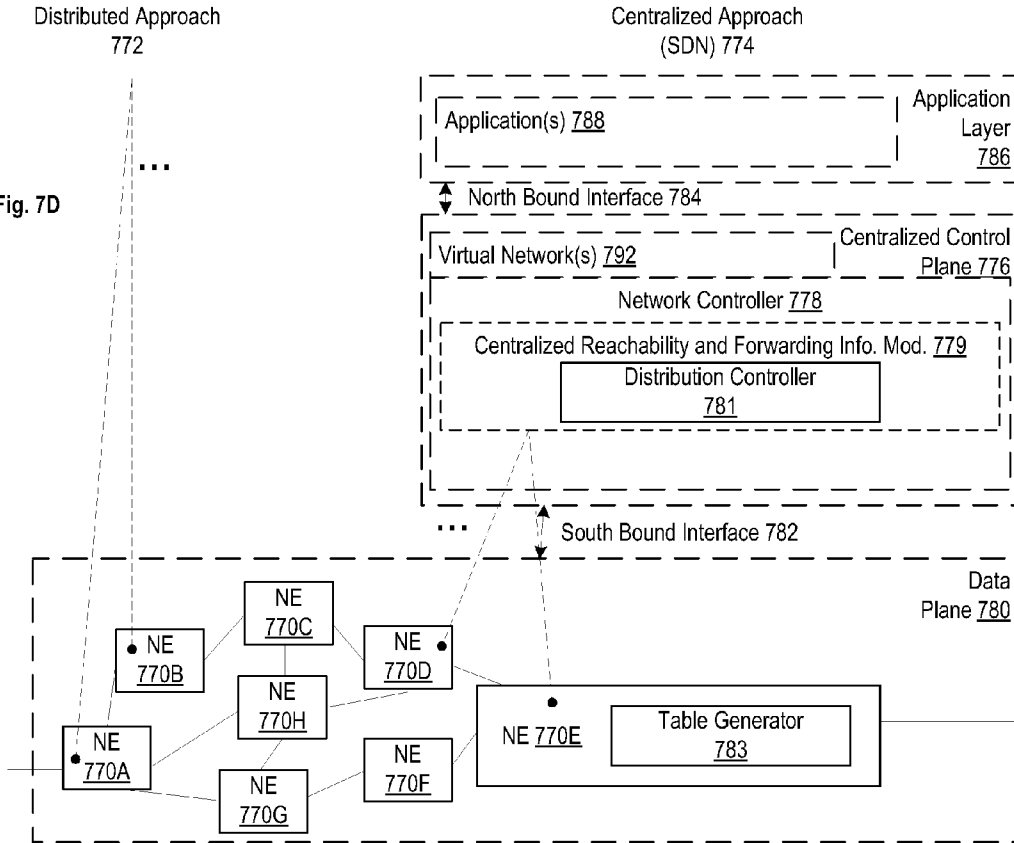 Distributed Approach
772
Centralized Approach
(SDN) 774
Application(s) 788
Application
Layer
786
...
Fig. 7D
North Bound Interface 784
Virtual Network(s) 792
Centralized Control
Plane 776
Network Controller 778
Centralized Reachability and Forwarding Info. Mod. 779
Distribution Controller
781
...
South Bound Interface 782
Data
Plane 780
NE
770C
NE
770B
NE
770D
NE
770H
NE 770E
Table Generator
783
NE
770A
NE
770F
NE
770G